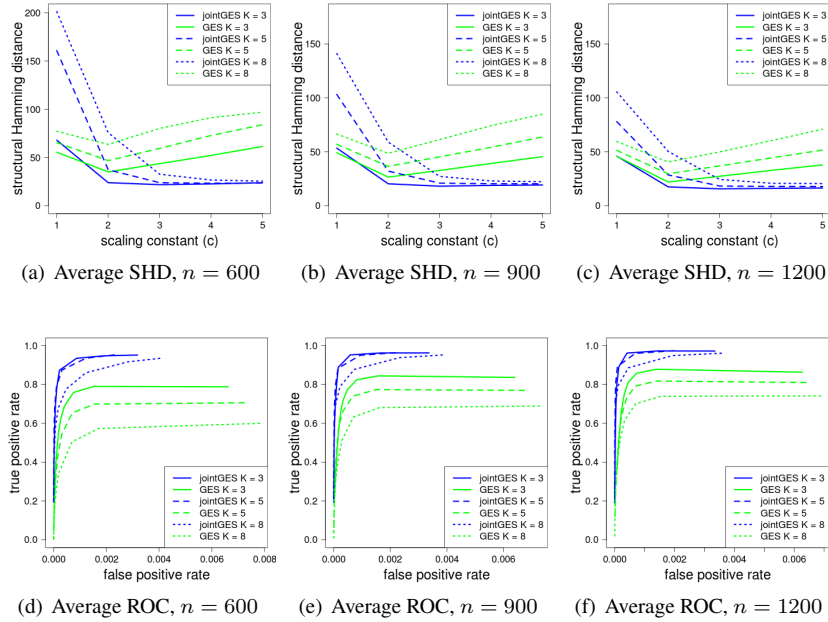 structural Hamming distance
200
150
100
50
0
1 2 3 4 5
scaling constant (c)
jointGES K = 3
GES K = 3
jointGES K = 5
GES K = 5
jointGES K = 8
GES K = 8
(a) Average SHD, n = 600
structural Hamming distance
150
100
50
0
1 2 3 4 5
scaling constant (c)
jointGES K = 3
GES K = 3
jointGES K = 5
GES K = 5
jointGES K = 8
GES K = 8
(b) Average SHD, n = 900
structural Hamming distance
150
100
50
0
1 2 3 4 5
scaling constant (c)
jointGES K = 3
GES K = 3
jointGES K = 5
GES K = 5
jointGES K = 8
GES K = 8
(c) Average SHD, n = 1200
true positive rate
1.0
0.8
0.6
0.4
0.2
0.0
jointGES K = 3
GES K = 3
jointGES K = 5
GES K = 5
jointGES K = 8
GES K = 8
0.000 0.002 0.004 0.006 0.008
false positive rate
(d) Average ROC, n = 600
true positive rate
1.0
0.8
0.6
0.4
0.2
0.0
jointGES K = 3
GES K = 3
jointGES K = 5
GES K = 5
jointGES K = 8
GES K = 8
0.000 0.002 0.004 0.006
false positive rate
(e) Average ROC, n = 900
true positive rate
1.0
0.8
0.6
0.4
0.2
0.0
jointGES K = 3
GES K = 3
jointGES K = 5
GES K = 5
jointGES K = 8
GES K = 8
0.000 0.002 0.004 0.006
false positive rate
(f) Average ROC, n = 1200